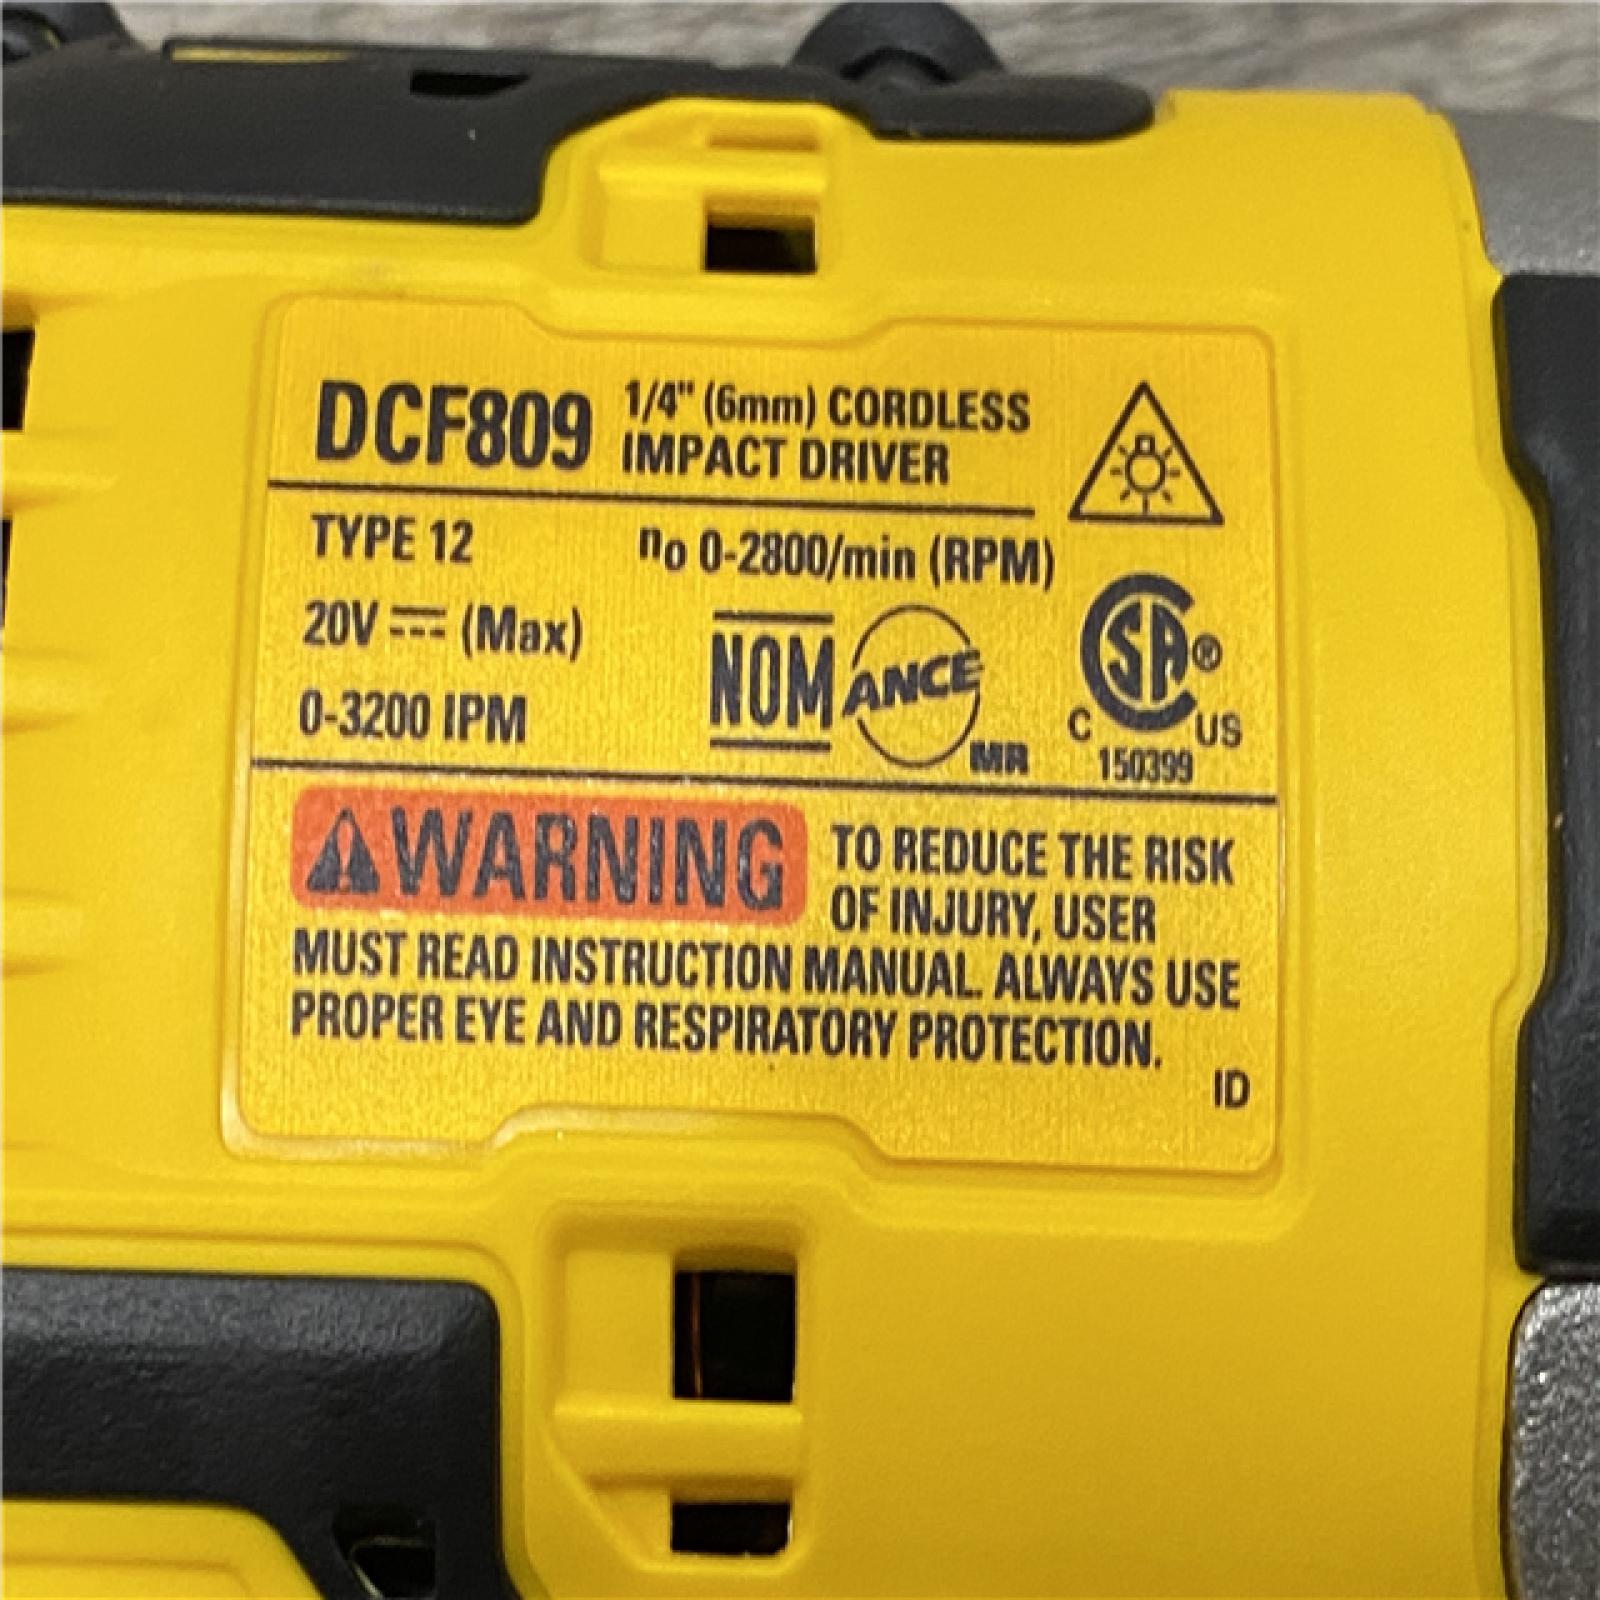 DCF809 1/4" (6mm) CORDLESS
IMPACT DRIVER
TYPE 12 no 0-2800/min (RPM)
20V ⎓ (Max)
0-3200 IPM
NOM ANCE MR
CSA®
C US
150399
⚠WARNING TO REDUCE THE RISK
OF INJURY, USER
MUST READ INSTRUCTION MANUAL. ALWAYS USE
PROPER EYE AND RESPIRATORY PROTECTION.
ID